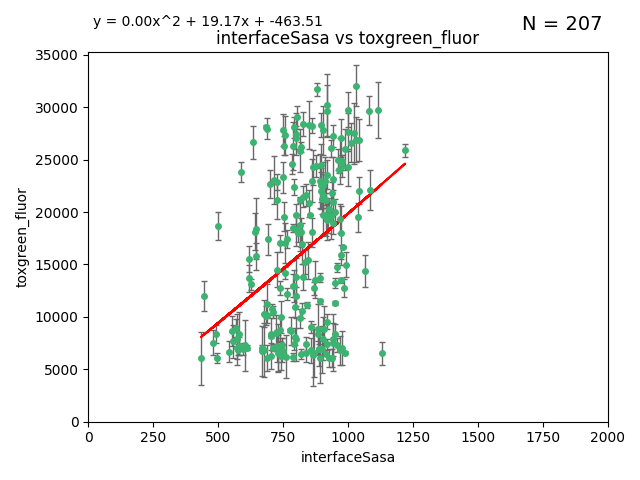 y = 0.00x^2 + 19.17x + -463.51
N = 207
interfaceSasa vs toxgreen_fluor
35000
30000
25000
20000
15000
10000
5000
0
toxgreen_fluor
0 250 500 750 1000 1250 1500 1750 2000
interfaceSasa